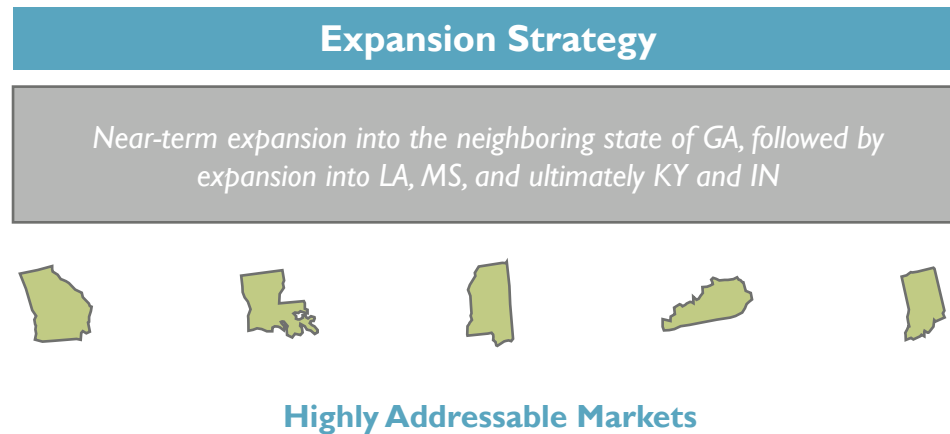 Expansion Strategy
Near-term expansion into the neighboring state of GA, followed by
expansion into LA, MS, and ultimately KY and IN
Highly Addressable Markets